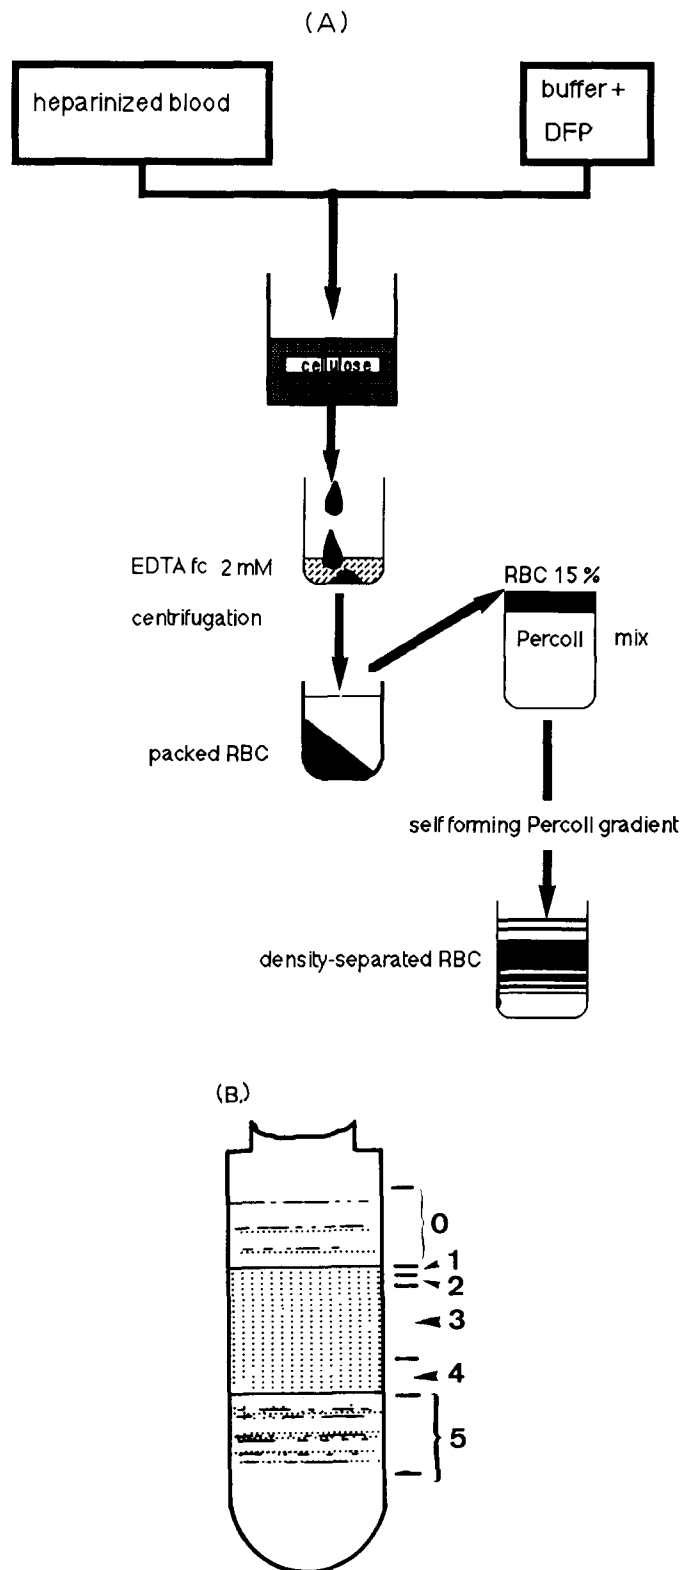 (A)
heparinized blood
buffer +
DFP
cellulose
EDTA fc 2 mM
centrifugation
RBC 15 %
Percoll mix
packed RBC
self forming Percoll gradient
density-separated RBC
(B.)
0
1
2
3
4
5